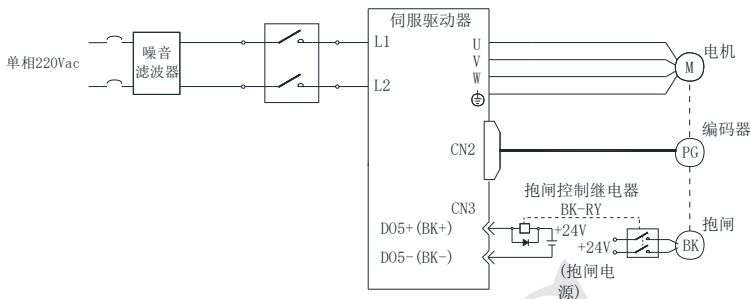 伺服驱动器
单相220Vac
噪音
滤波器
L1
L2
U
V
W
电机
M
编码器
CN2
PG
抱闸控制继电器
BK-RY
抱闸
CN3
DO5+(BK+)
+24V
+24V
BK
DO5-(BK-)
(抱闸电
源)